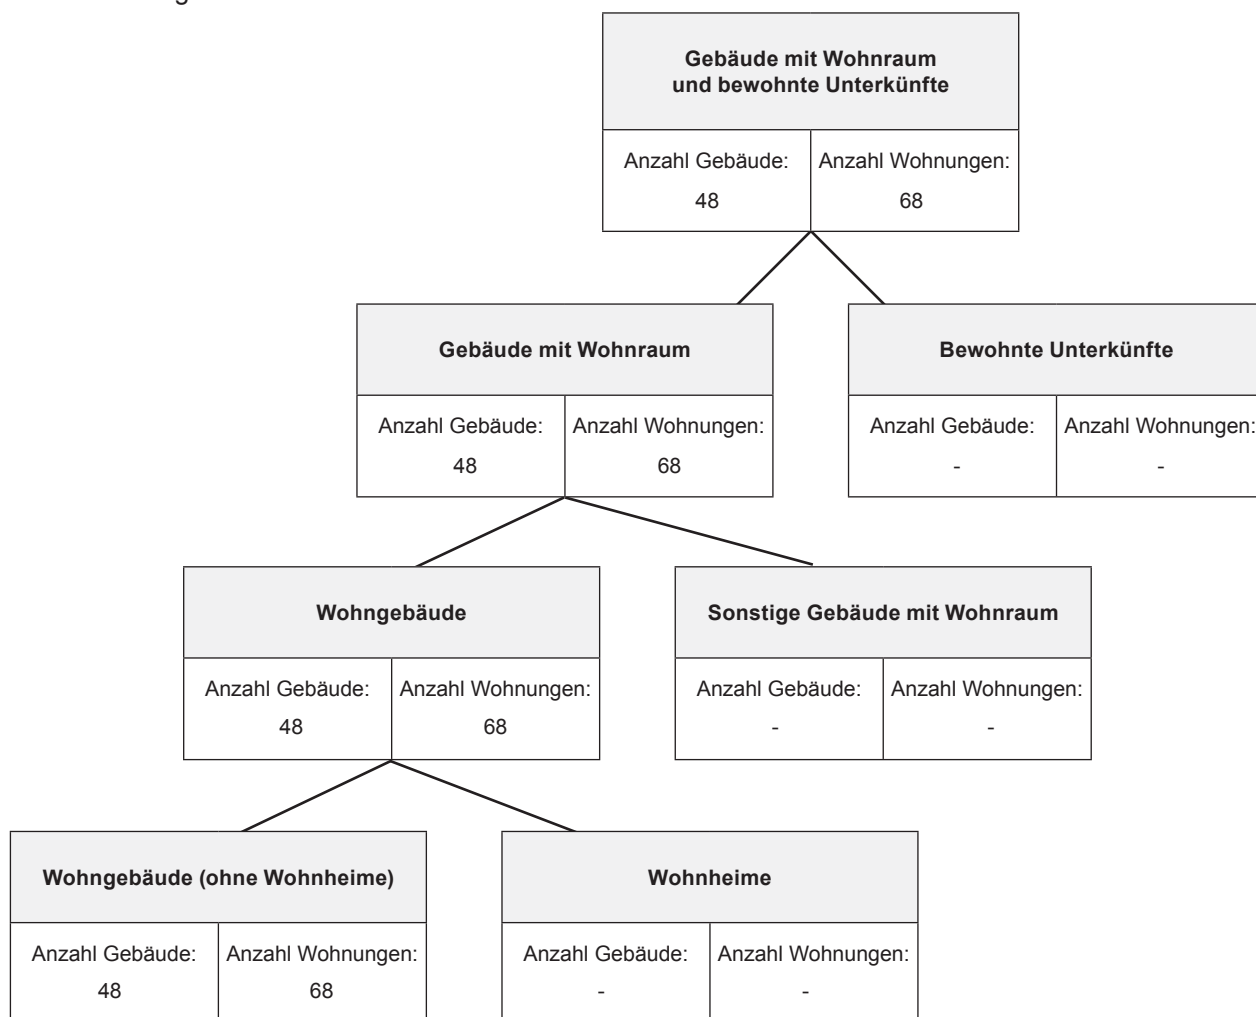 Gebäude mit Wohnraum
und bewohnte Unterkünfte
Anzahl Gebäude: Anzahl Wohnungen:
48 68
Gebäude mit Wohnraum Bewohnte Unterkünfte
Anzahl Gebäude: Anzahl Wohnungen: Anzahl Gebäude: Anzahl Wohnungen:
48 68 - -
Wohngebäude Sonstige Gebäude mit Wohnraum
Anzahl Gebäude: Anzahl Wohnungen: Anzahl Gebäude: Anzahl Wohnungen:
48 68 - -
Wohngebäude (ohne Wohnheime) Wohnheime
Anzahl Gebäude: Anzahl Wohnungen: Anzahl Gebäude: Anzahl Wohnungen:
48 68 - -